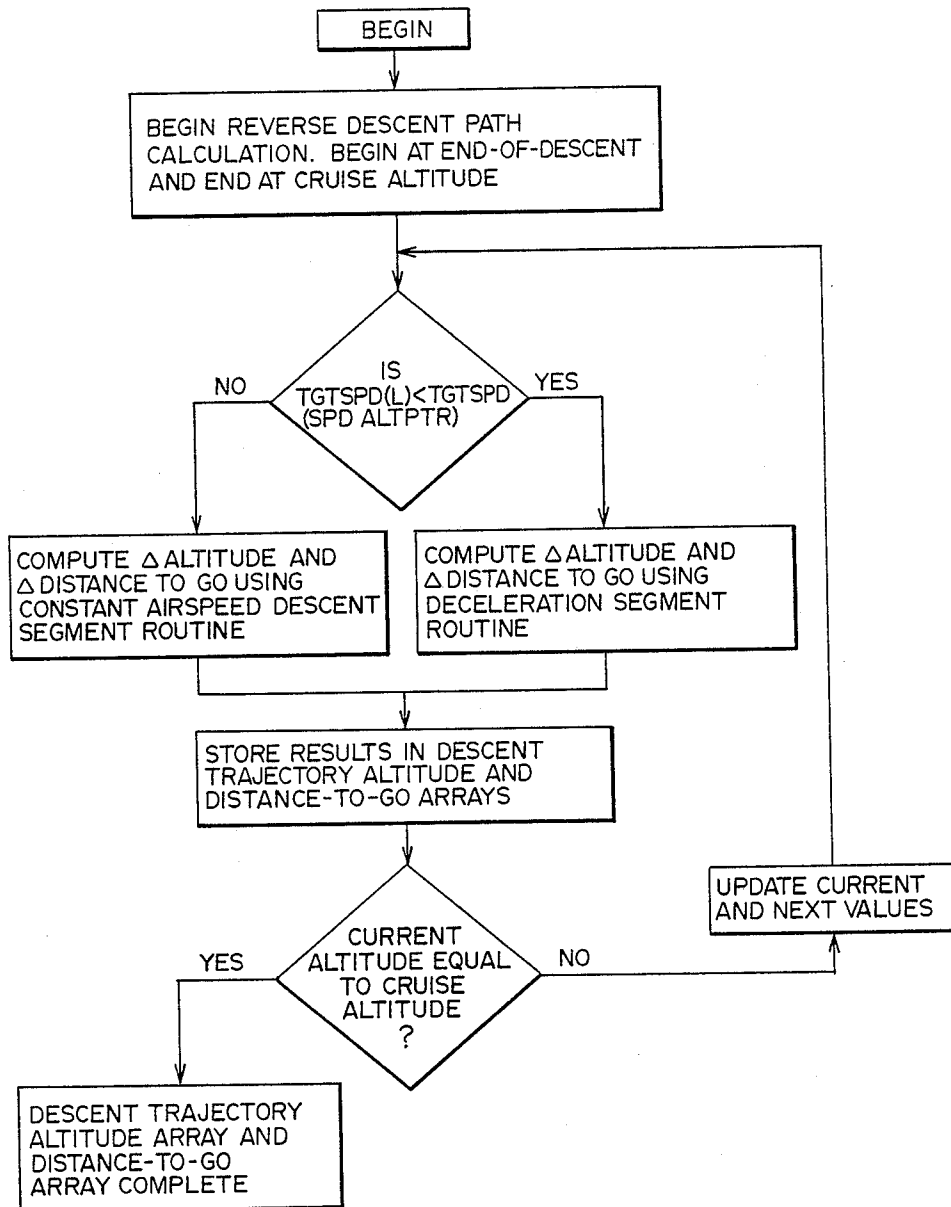 BEGIN
BEGIN REVERSE DESCENT PATH
CALCULATION. BEGIN AT END-OF-DESCENT
AND END AT CRUISE ALTITUDE
IS
TGTSPD(L)<TGTSPD
(SPD ALTPTR)
NO
YES
COMPUTE Δ ALTITUDE AND
Δ DISTANCE TO GO USING
CONSTANT AIRSPEED DESCENT
SEGMENT ROUTINE
COMPUTE Δ ALTITUDE AND
Δ DISTANCE TO GO USING
DECELERATION SEGMENT
ROUTINE
STORE RESULTS IN DESCENT
TRAJECTORY ALTITUDE AND
DISTANCE-TO-GO ARRAYS
UPDATE CURRENT
AND NEXT VALUES
CURRENT
ALTITUDE EQUAL
TO CRUISE
ALTITUDE
?
YES
NO
DESCENT TRAJECTORY
ALTITUDE ARRAY AND
DISTANCE-TO-GO
ARRAY COMPLETE